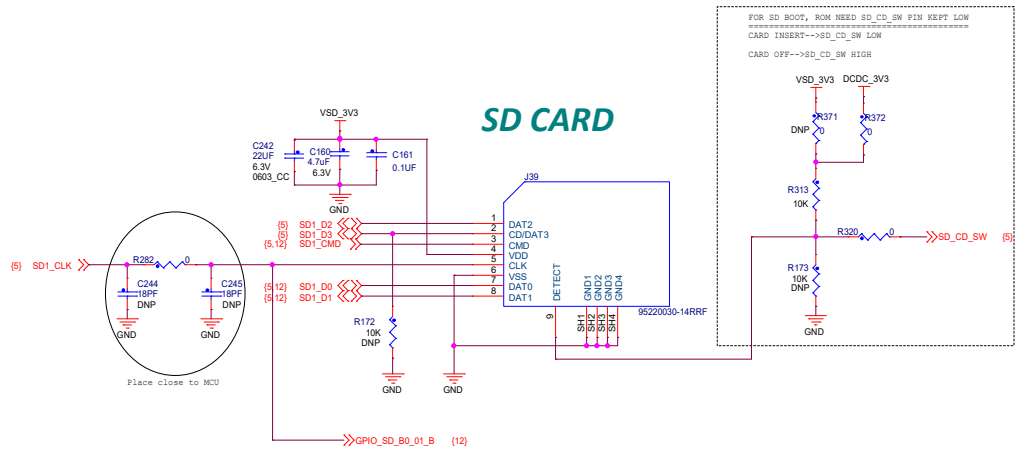 FOR SD BOOT, ROM NEED SD_CD_SW PIN KEPT LOW
==========================================
CARD INSERT-->SD_CD_SW LOW
CARD OFF-->SD_CD_SW HIGH
VSD_3V3
DCDC_3V3
R371
DNP
0
R372
0
R313
10K
R320
0
SD_CD_SW
{5}
R173
10K
DNP
GND
SD CARD
VSD_3V3
C242
22UF
6.3V
0603_CC
C160
4.7uF
6.3V
C161
0.1UF
GND
J39
{5} SD1_D2 1 DAT2
{5} SD1_D3 2 CD/DAT3
{5,12} SD1_CMD 3 CMD
4 VDD
5 CLK
6 VSS
{5,12} SD1_D0 7 DAT0
{5,12} SD1_D1 8 DAT1
DETECT
GND1
GND2
GND3
GND4
9
SH1
SH2
SH3
SH4
95220030-14RRF
{5} SD1_CLK
R282
0
C244
18PF
DNP
GND
C245
18PF
DNP
GND
Place close to MCU
R172
10K
DNP
GND
GND
GPIO_SD_B0_01_B {12}